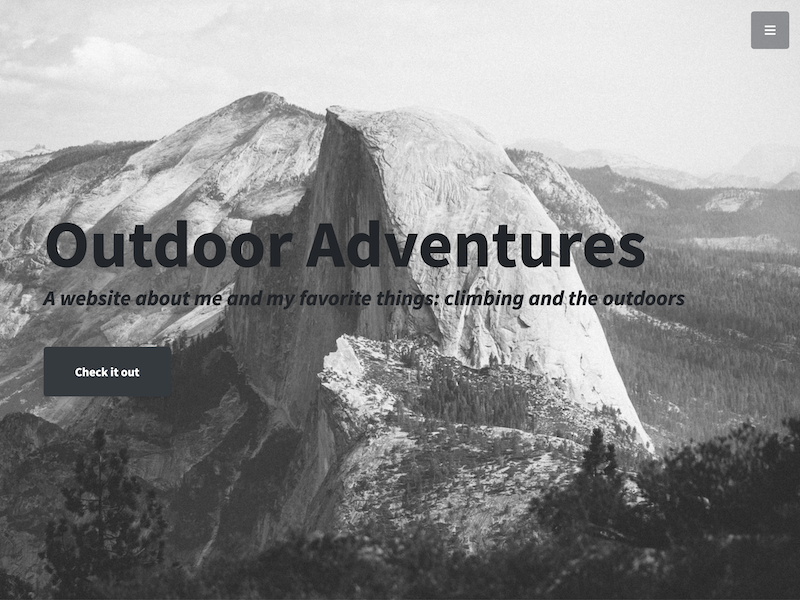 Outdoor Adventures
A website about me and my favorite things: climbing and the outdoors
Check it out